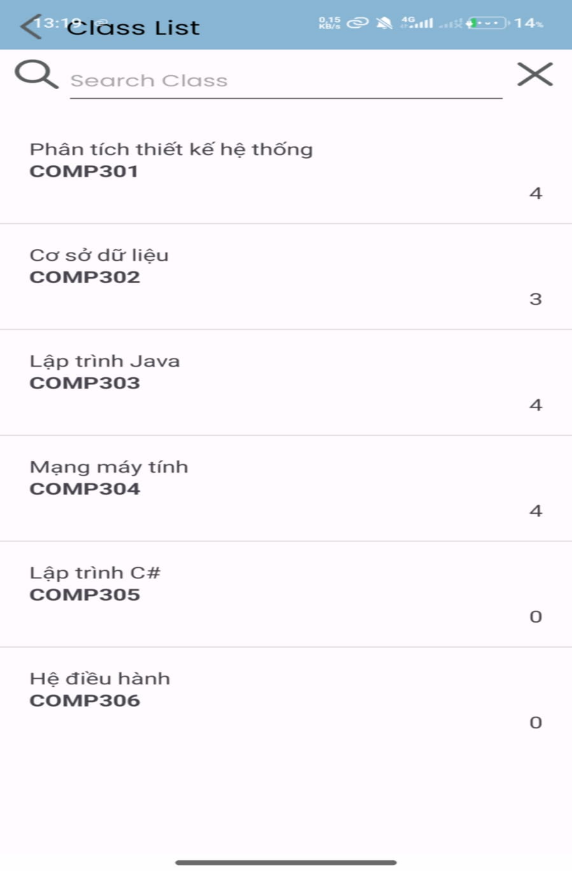 13:19
Class List
0,15
KB/s
4G
14%
Search Class
Phân tích thiết kế hệ thống
COMP301
4
Cơ sở dữ liệu
COMP302
3
Lập trình Java
COMP303
4
Mạng máy tính
COMP304
4
Lập trình C#
COMP305
0
Hệ điều hành
COMP306
0